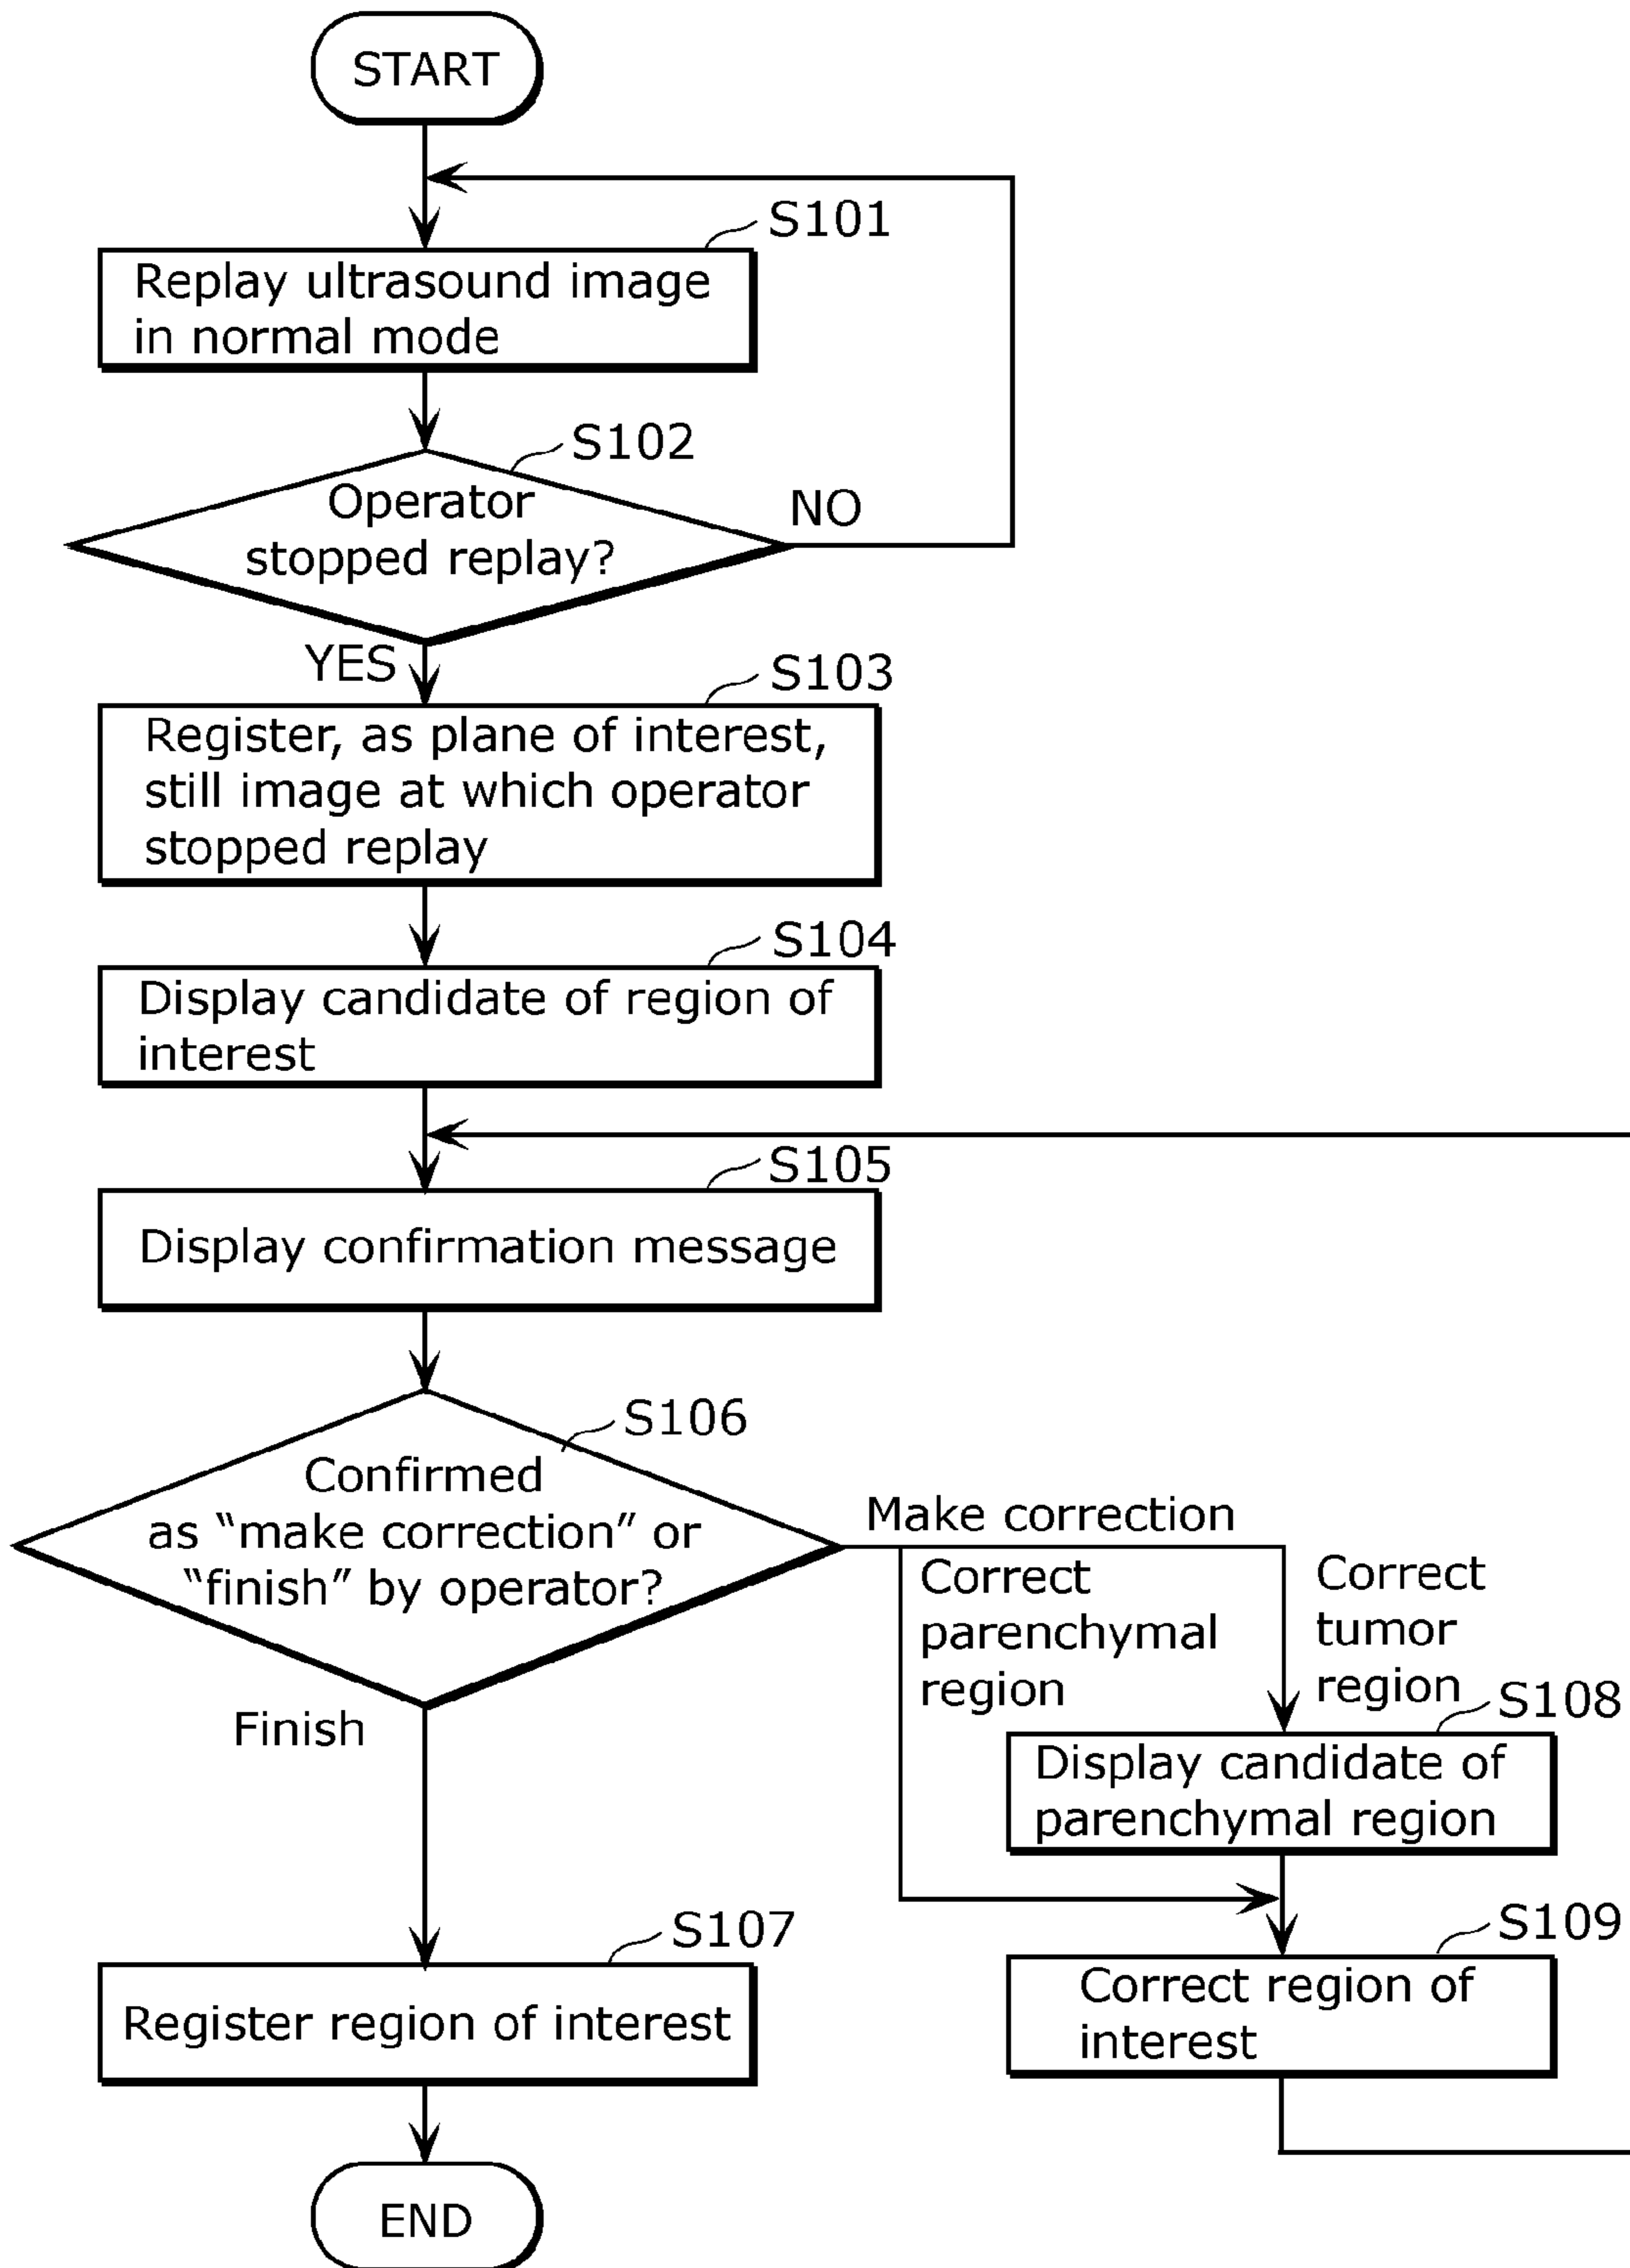 START
S101
Replay ultrasound image
in normal mode
S102
Operator
stopped replay?
NO
YES
S103
Register, as plane of interest,
still image at which operator
stopped replay
S104
Display candidate of region of
interest
S105
Display confirmation message
S106
Confirmed
as “make correction” or
“finish” by operator?
Make correction
Correct
parenchymal
region
Correct
tumor
region
Finish
S108
Display candidate of
parenchymal region
S107
Register region of interest
S109
Correct region of
interest
END